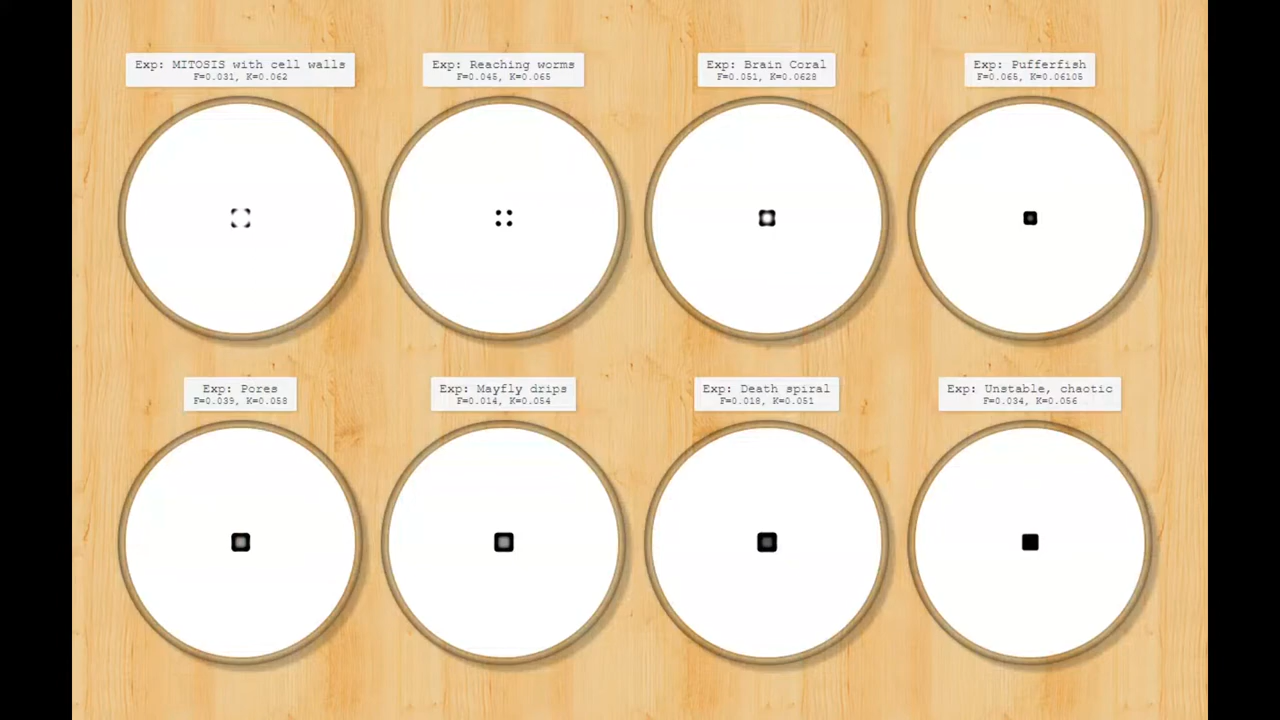 Exp: MITOSIS with cell walls
F=0.031, K=0.062
Exp: Reaching worms
F=0.045, K=0.065
Exp: Brain Coral
F=0.051, K=0.0628
Exp: Pufferfish
F=0.065, K=0.06105
Exp: Pores
F=0.039, K=0.058
Exp: Mayfly drips
F=0.014, K=0.054
Exp: Death spiral
F=0.018, K=0.051
Exp: Unstable, chaotic
F=0.034, K=0.056